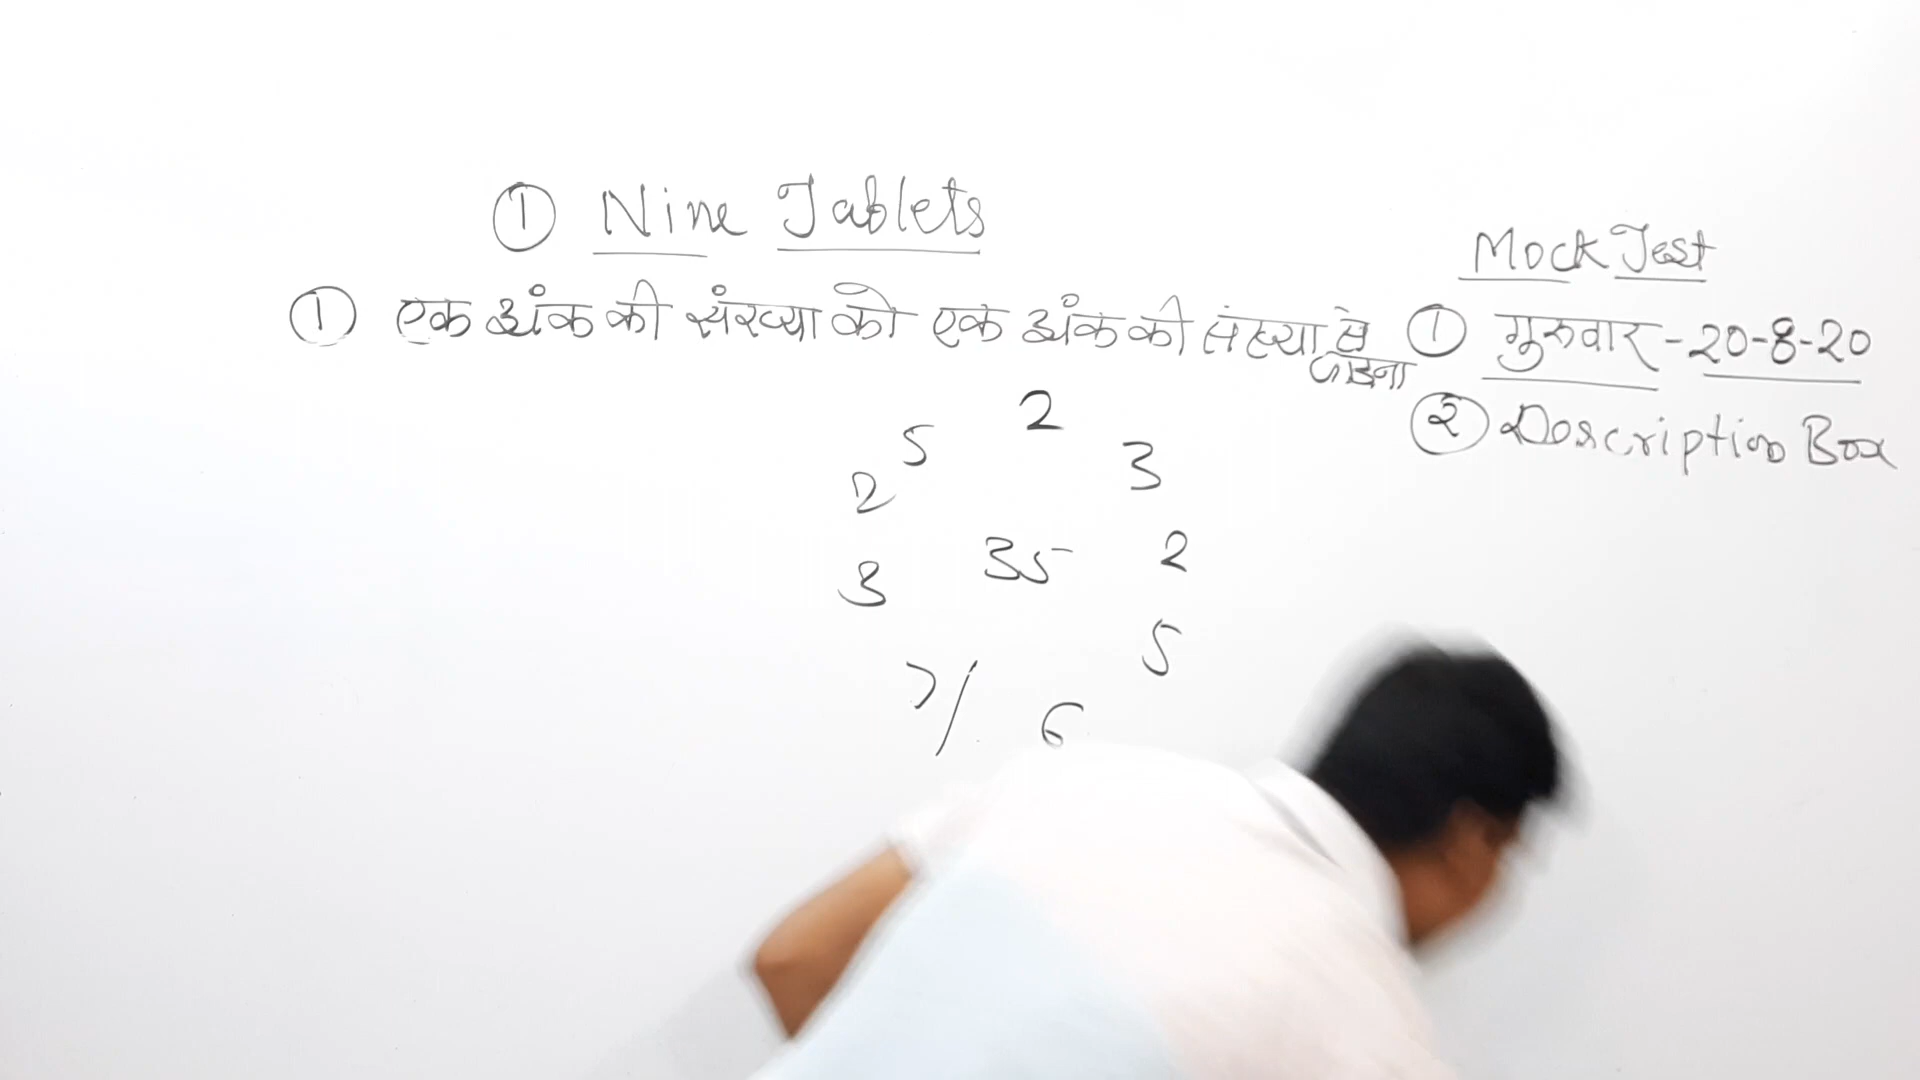 ① Nine Tablets
Mock Test
① एक अंक की संख्या को एक अंक की संख्या से जोडना
① गुरुवार - 20-8-20
② Description Box
2
5
3
2
3
35
2
5
7/
6